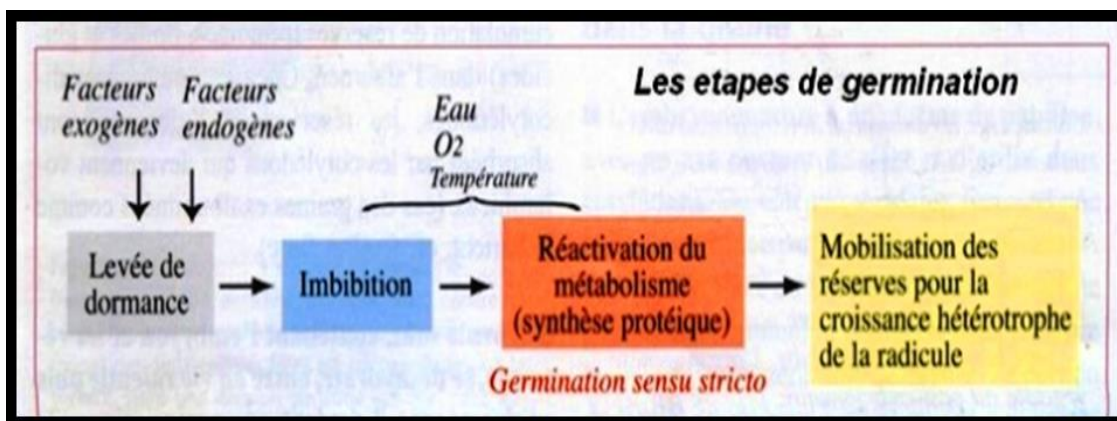 Les etapes de germination
Facteurs Facteurs
exogènes endogènes
Eau
O2
Température
Levée de
dormance
Imbibition
Réactivation du
métabolisme
(synthèse protéique)
Mobilisation des
réserves pour la
croissance hétérotrophe
de la radicule
Germination sensu stricto